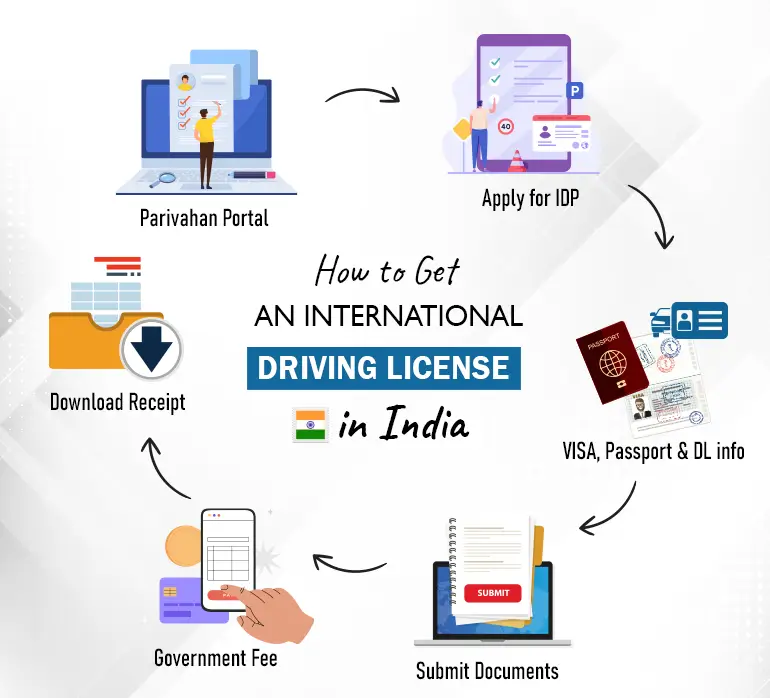 Parivahan Portal
P
40
Apply for IDP
How to Get
AN INTERNATIONAL
DRIVING LICENSE
in India
PASSPORT
VISA
VISA, Passport & DL info
SUBMIT
Submit Documents
Government Fee
Download Receipt